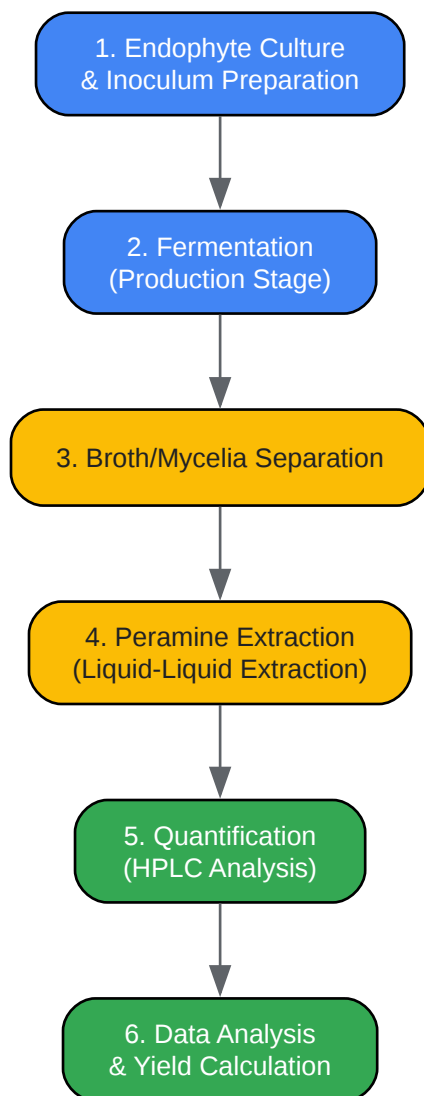 1. Endophyte Culture
& Inoculum Preparation
2. Fermentation
(Production Stage)
3. Broth/Mycelia Separation
4. Peramine Extraction
(Liquid-Liquid Extraction)
5. Quantification
(HPLC Analysis)
6. Data Analysis
& Yield Calculation